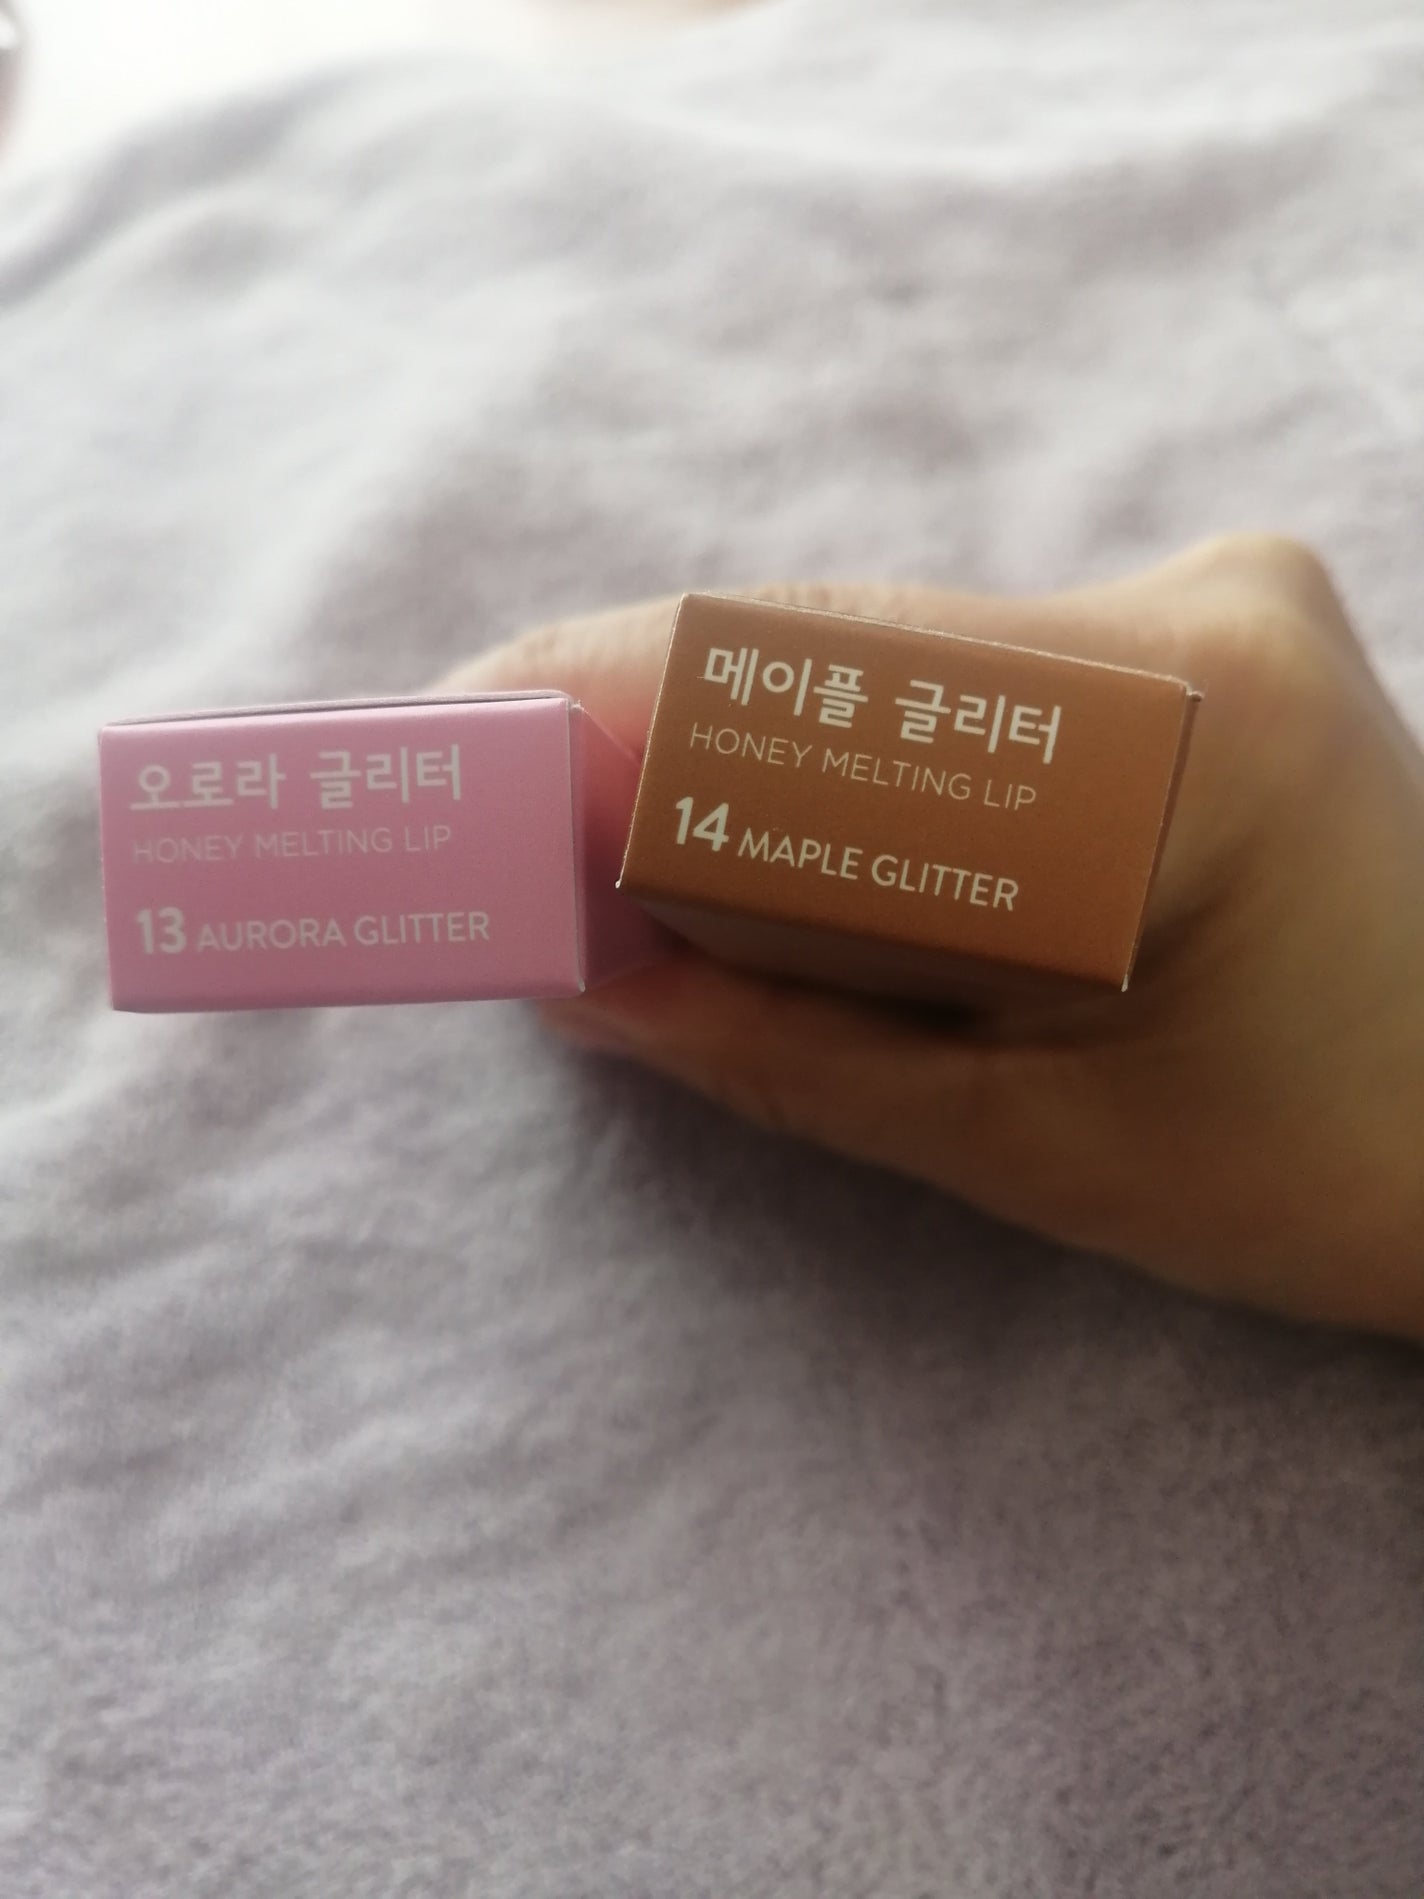 오로라 글리터
HONEY MELTING LIP
13 AURORA GLITTER
메이플 글리터
HONEY MELTING LIP
14 MAPLE GLITTER